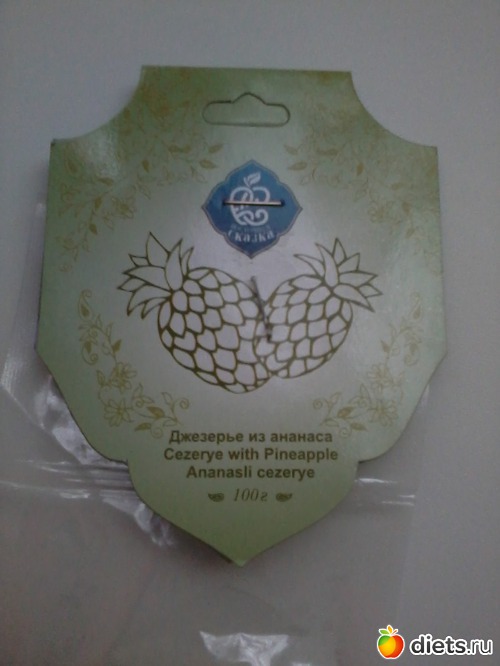 сказка
Джезерье из ананаса
Cezerye with Pineapple
Ananasli cezerye
100г
diets.ru